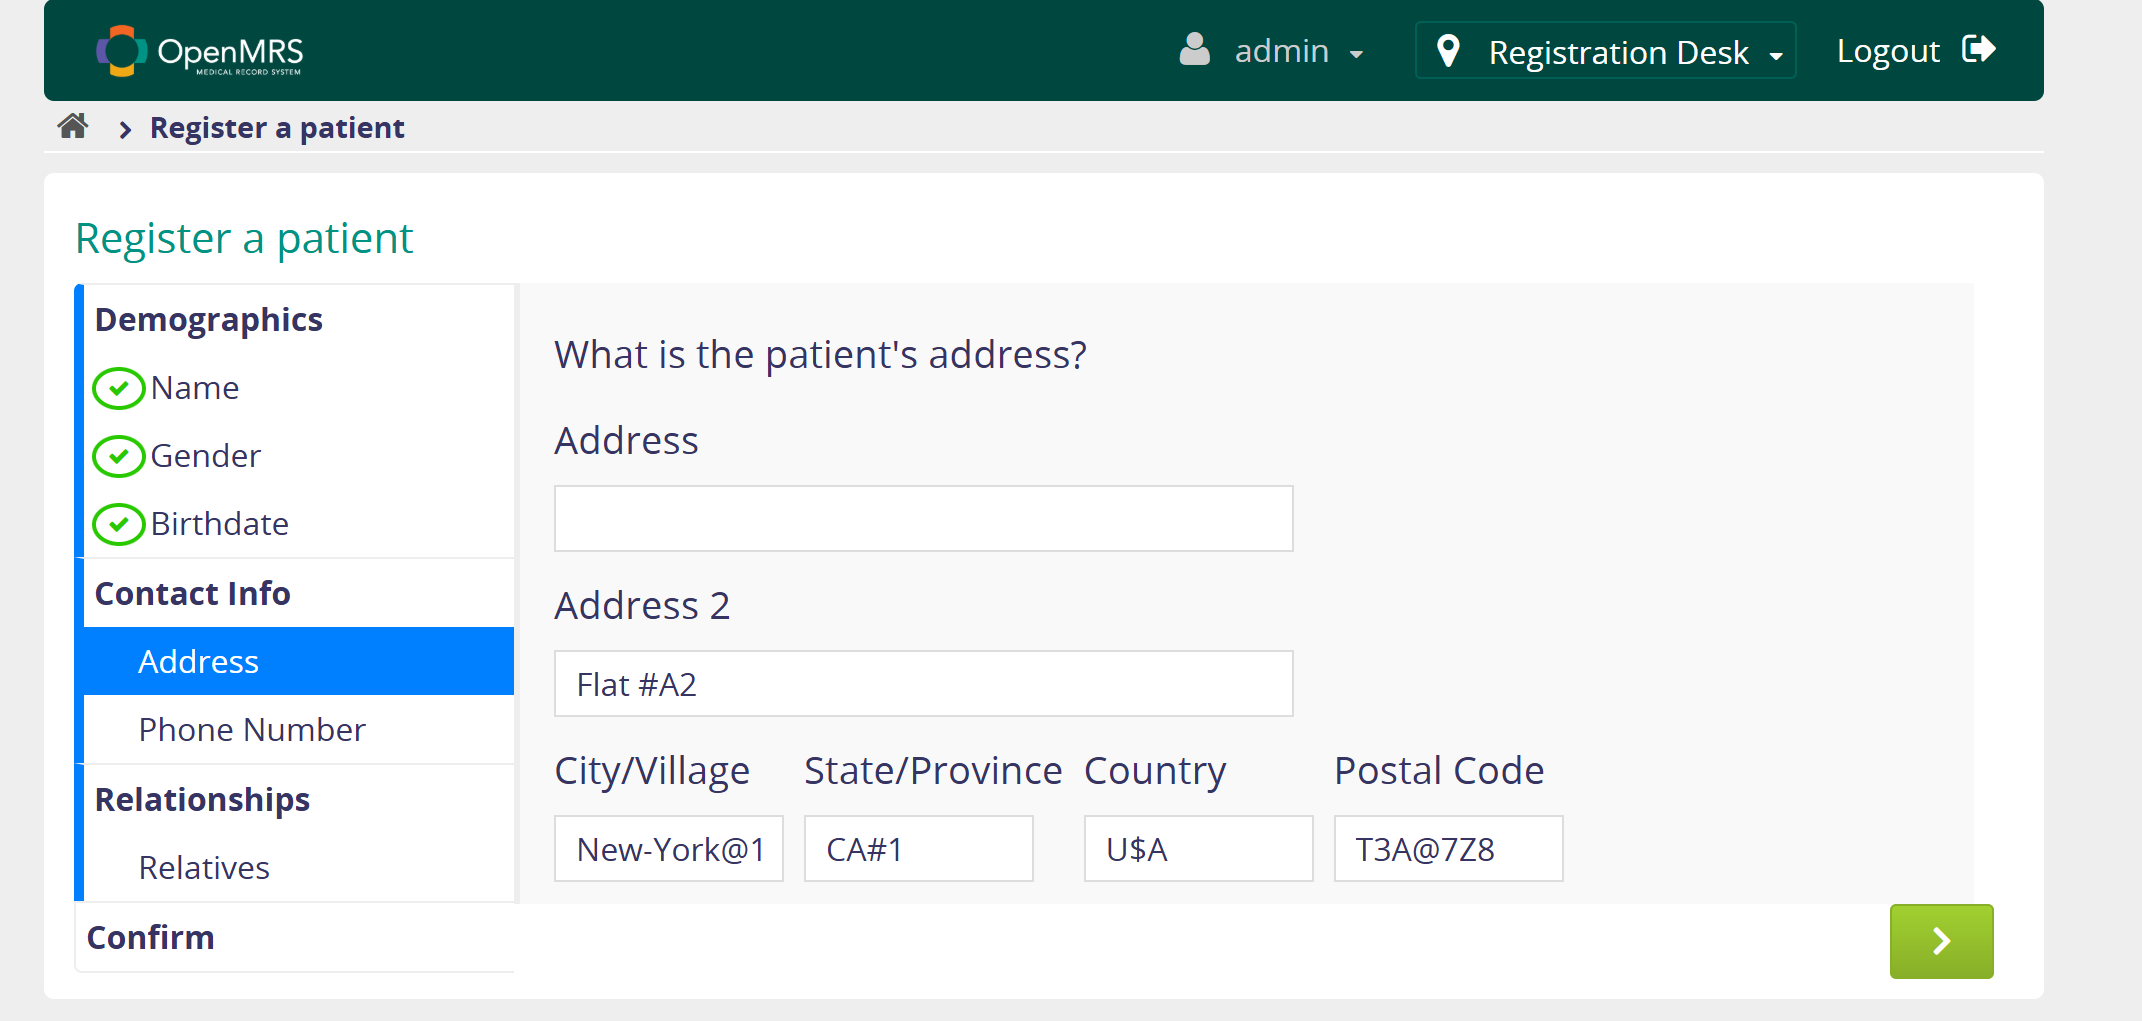 OpenMRS
MEDICAL RECORD SYSTEM
admin
Registration Desk
Logout
Register a patient
Register a patient
Demographics
Name
Gender
Birthdate
Contact Info
Address
Phone Number
Relationships
Relatives
Confirm
What is the patient's address?
Address
Address 2
Flat #A2
City/Village State/Province Country Postal Code
New-York@1 CA#1 U$A T3A@7Z8